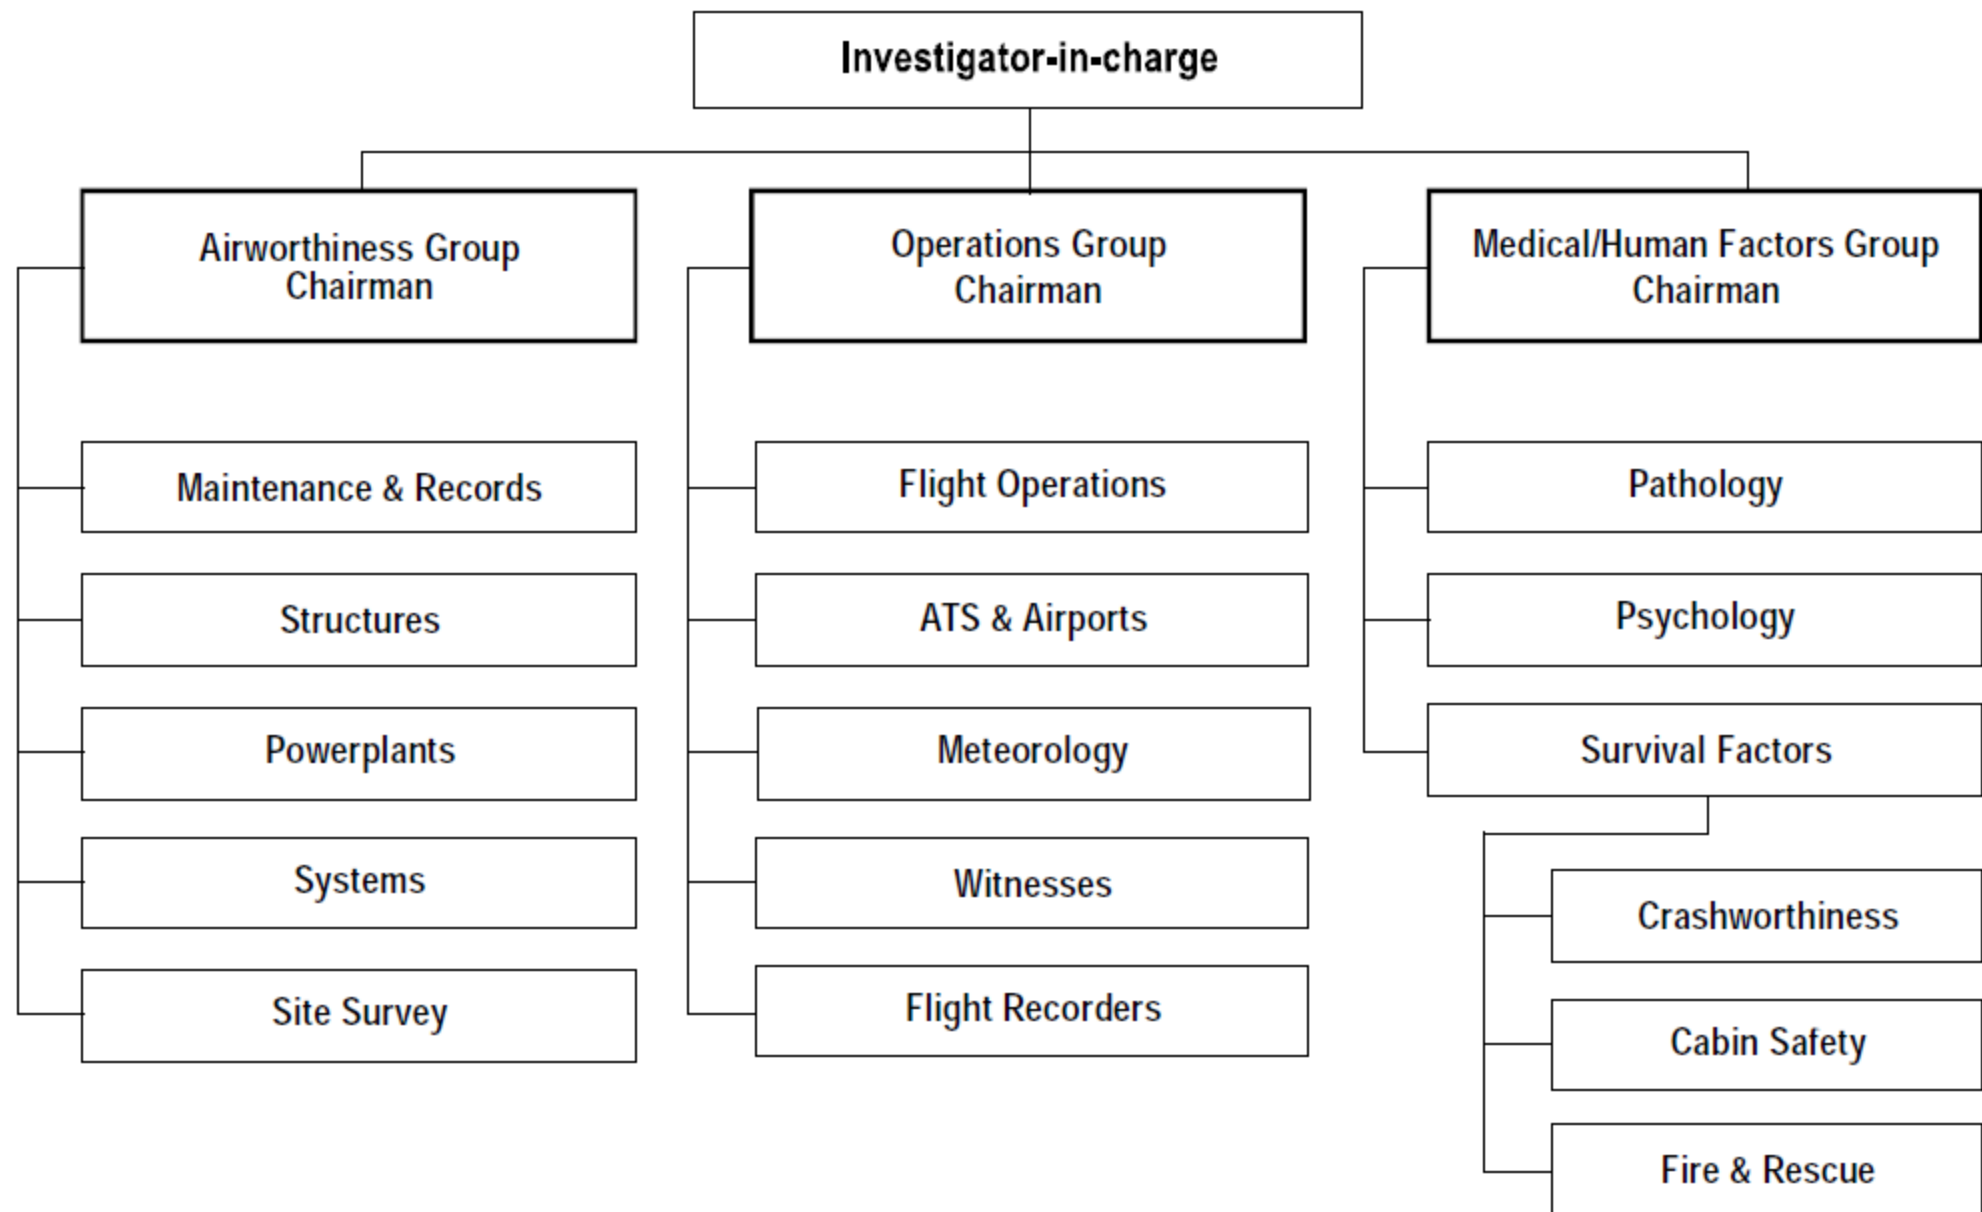 Investigator-in-charge
Airworthiness Group
Chairman
Maintenance & Records
Structures
Powerplants
Systems
Site Survey
Operations Group
Chairman
Flight Operations
ATS & Airports
Meteorology
Witnesses
Flight Recorders
Medical/Human Factors Group
Chairman
Pathology
Psychology
Survival Factors
Crashworthiness
Cabin Safety
Fire & Rescue